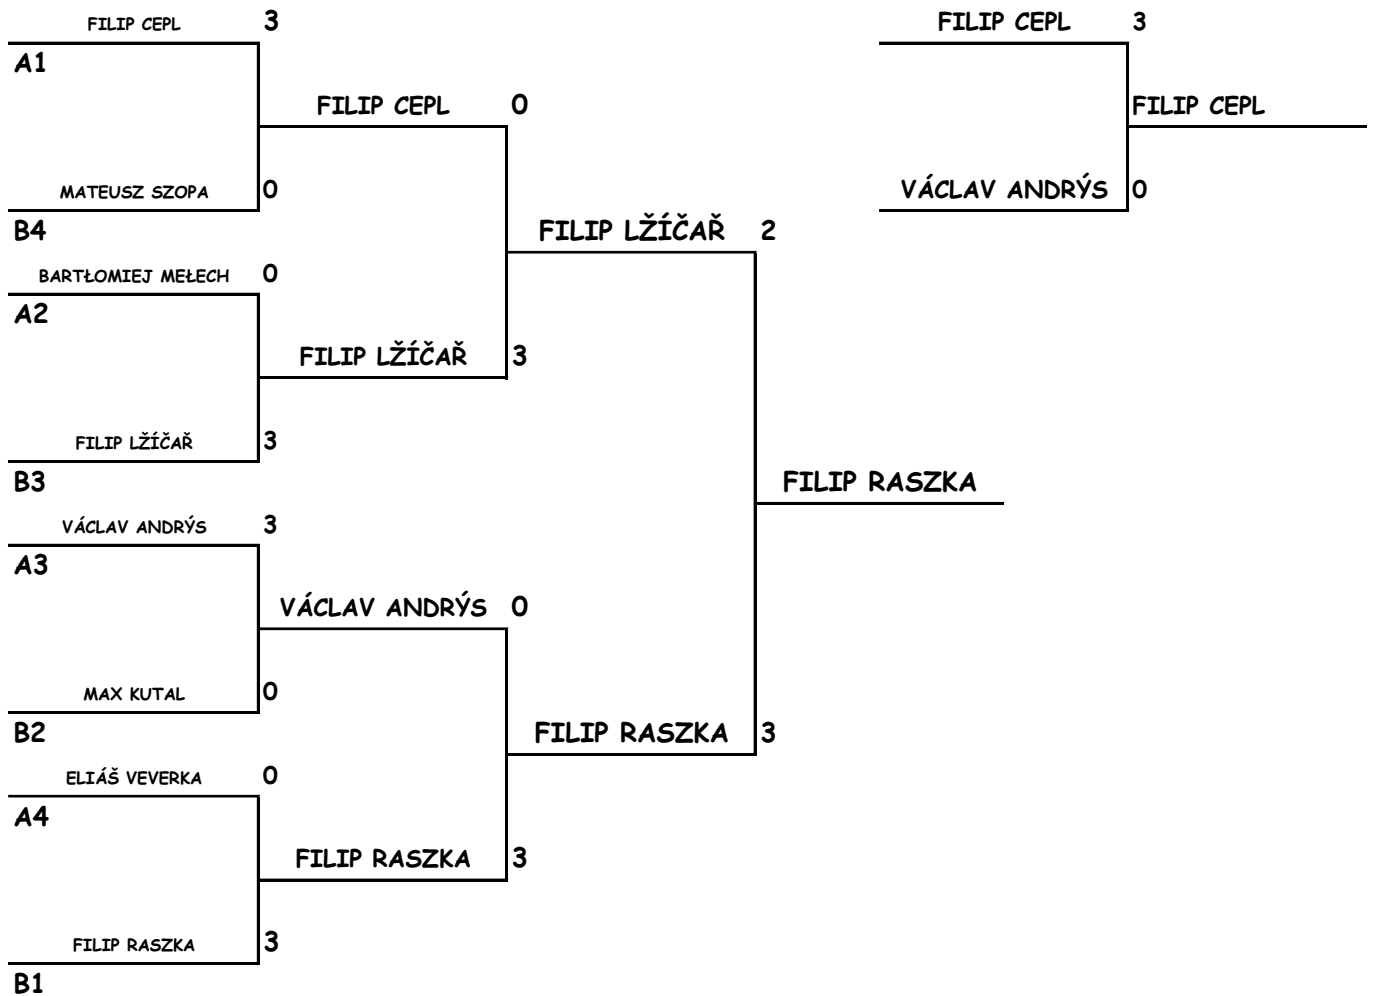 FILIP CEPL 3 FILIP CEPL 3
A1
FILIP CEPL 0 FILIP CEPL
MATEUSZ SZOPA 0 VÁCLAV ANDRÝS 0
B4 FILIP LŽÍČAŘ 2
BARTŁOMIEJ MEŁECH 0
A2
FILIP LŽÍČAŘ 3
FILIP LŽÍČAŘ 3
B3 FILIP RASZKA
VÁCLAV ANDRÝS 3
A3
VÁCLAV ANDRÝS 0
MAX KUTAL 0
B2 FILIP RASZKA 3
ELIÁŠ VEVERKA 0
A4
FILIP RASZKA 3
FILIP RASZKA 3
B1